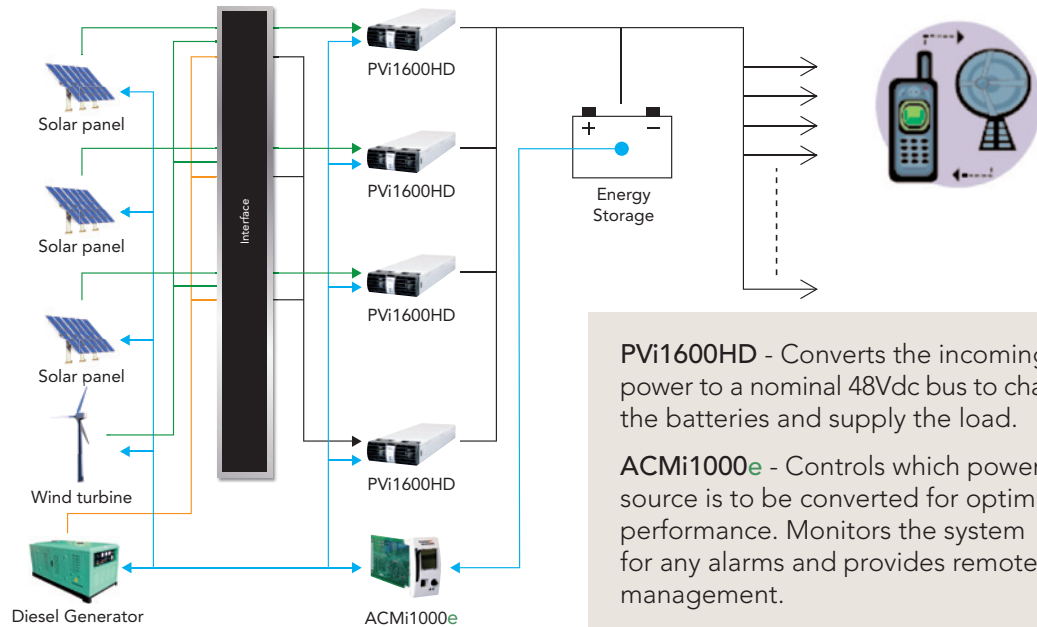 PVi1600HD
Solar panel
Interface
PVi1600HD
Solar panel
+ −
Energy
Storage
PVi1600HD
Solar panel
PVi1600HD
Wind turbine
Diesel Generator
ACMi1000e
PVi1600HD - Converts the incoming
power to a nominal 48Vdc bus to cha
the batteries and supply the load.
ACMi1000e - Controls which power
source is to be converted for optim
performance. Monitors the system
for any alarms and provides remote
management.